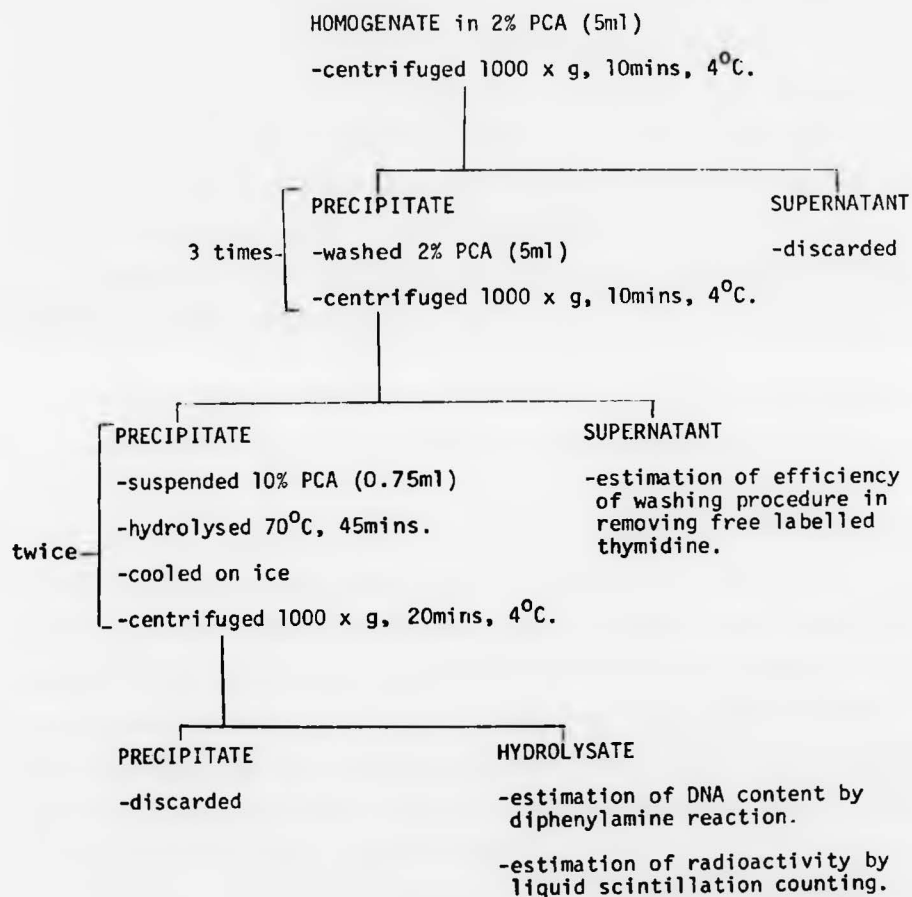 HOMOGENATE in 2% PCA (5ml)
-centrifuged 1000 x g, 10mins, 4°C.
PRECIPITATE
-washed 2% PCA (5ml)
-centrifuged 1000 x g, 10mins, 4°C.
3 times
SUPERNATANT
-discarded
PRECIPITATE
-suspended 10% PCA (0.75ml)
-hydrolysed 70°C, 45mins.
-cooled on ice
-centrifuged 1000 x g, 20mins, 4°C.
twice
SUPERNATANT
-estimation of efficiency
of washing procedure in
removing free labelled
thymidine.
PRECIPITATE
-discarded
HYDROLYSATE
-estimation of DNA content by
diphenylamine reaction.
-estimation of radioactivity by
liquid scintillation counting.